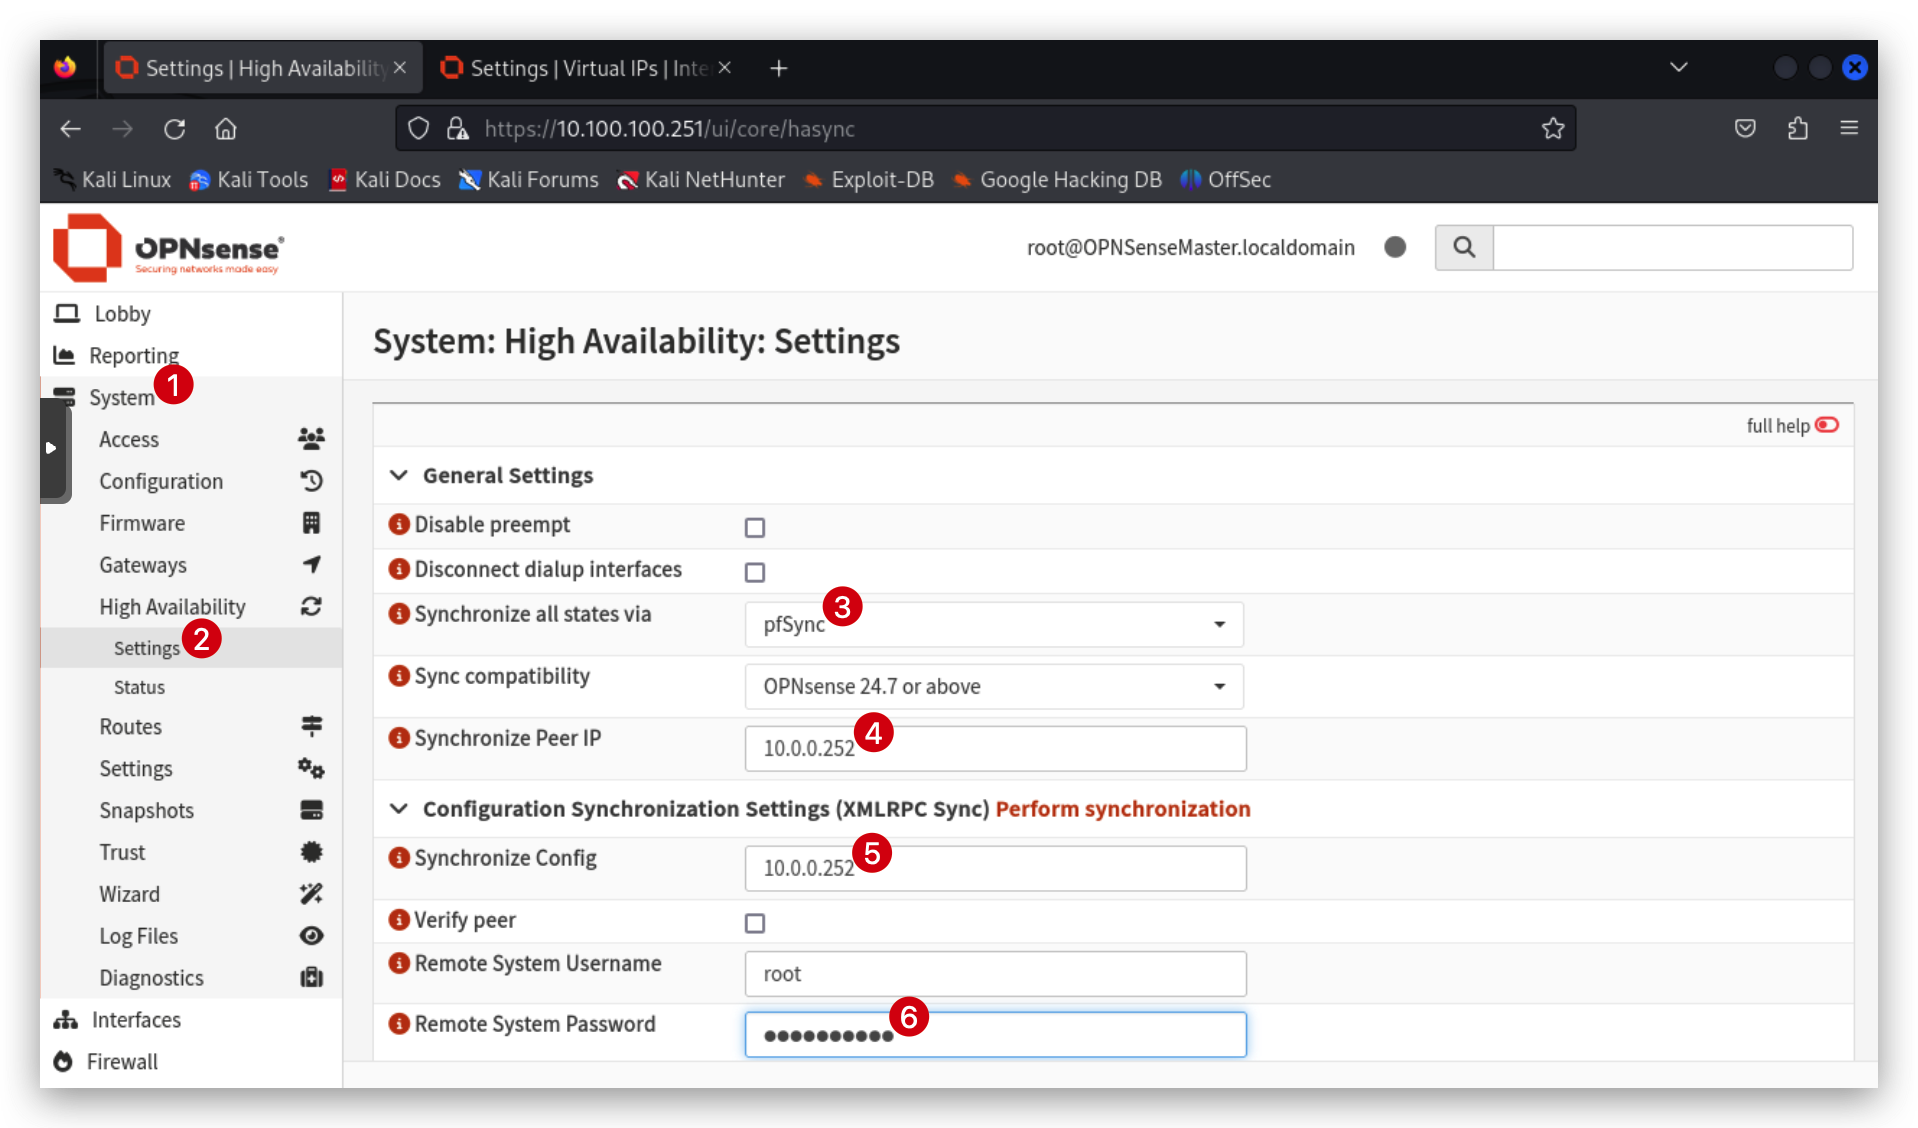 Settings | High Availability
Settings | Virtual IPs | Inte
https://10.100.100.251/ui/core/hasync
Kali Linux Kali Tools Kali Docs Kali Forums Kali NetHunter Exploit-DB Google Hacking DB OffSec
OPNsense®
Securing networks made easy
root@OPNSenseMaster.localdomain
Lobby
Reporting
System 1
Access
Configuration
Firmware
Gateways
High Availability
Settings 2
Status
Routes
Settings
Snapshots
Trust
Wizard
Log Files
Diagnostics
Interfaces
Firewall
System: High Availability: Settings
full help
General Settings
Disable preempt
Disconnect dialup interfaces
Synchronize all states via pfSync 3
Sync compatibility OPNsense 24.7 or above
Synchronize Peer IP 10.0.0.252 4
Configuration Synchronization Settings (XMLRPC Sync) Perform synchronization
Synchronize Config 10.0.0.252 5
Verify peer
Remote System Username root
Remote System Password ●●●●●●●●●● 6